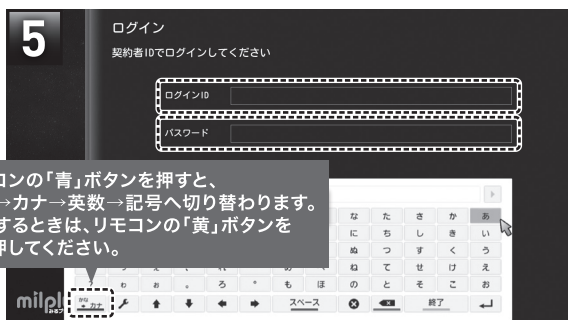 5
ログイン
契約者IDでログインしてください
ログインID
パスワード
コンの「青」ボタンを押すと、
→カナ→英数→記号へ切り替わります。
するときは、リモコンの「黄」ボタンを
押してください。
な た さ か あ
に ち し き い
ぬ つ す く う
ね て せ け え
ろ 。 も ほ の と そ こ お
かな
カナ
スペース
終了
milpl
みるプ